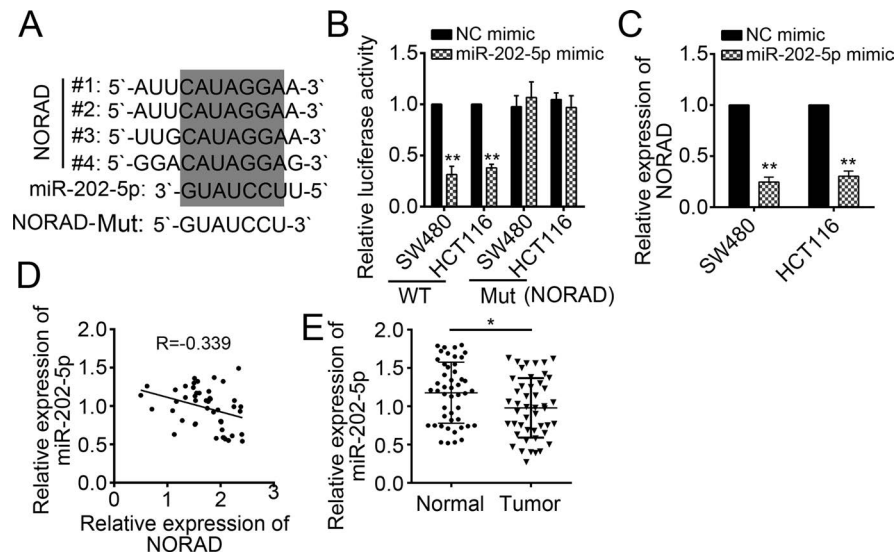 A
NORAD
#1: 5`-AUUCAUAGGAA-3`
#2: 5`-AUUCAUAGGAA-3`
#3: 5`-UUGCAUAGGAA-3`
#4: 5`-GGACAUAGGAG-3`
miR-202-5p: 3`-GUAUCCUU-5`
NORAD-Mut: 5`-GUAUCCU-3`
B
NC mimic
miR-202-5p mimic
Relative luciferase activity
1.5
1.0
0.5
0.0
**
**
SW480
HCT116
SW480
HCT116
WT
Mut (NORAD)
C
NC mimic
miR-202-5p mimic
Relative expression of
NORAD
1.5
1.0
0.5
0.0
**
**
SW480
HCT116
D
Relative expression of
miR-202-5p
2.0
1.5
1.0
0.5
0.0
R=-0.339
0
1
2
3
Relative expression of
NORAD
E
Relative expression of
miR-202-5p
2.0
1.5
1.0
0.5
0.0
*
Normal
Tumor